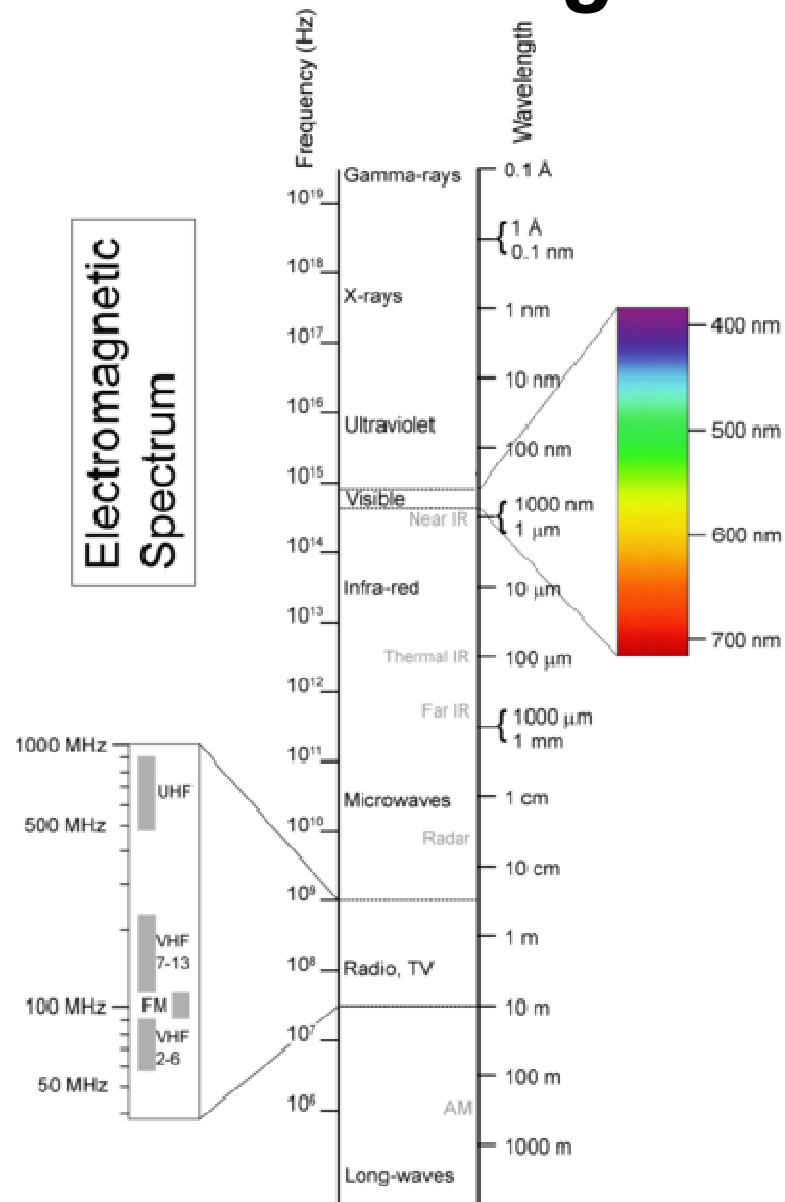 Frequency (Hz)
Wavelength
Electromagnetic
Spectrum
Gamma-rays
0.1 Å
10¹⁹
1 Å
0.1 nm
10¹⁸
X-rays
1 nm
10¹⁷
10 nm
10¹⁶
Ultraviolet
100 nm
10¹⁵
Visible
Near IR
1000 nm
1 μm
10¹⁴
Infra-red
10 μm
10¹³
Thermal IR
100 μm
10¹²
Far IR
1000 μm
1 mm
10¹¹
Microwaves
1 cm
10¹⁰
Radar
10 cm
10⁹
1 m
10⁸
Radio, TV
10 m
10⁷
100 m
10⁶
AM
1000 m
Long-waves
400 nm
500 nm
600 nm
700 nm
1000 MHz
UHF
500 MHz
VHF
7-13
100 MHz
FM
VHF
2-6
50 MHz